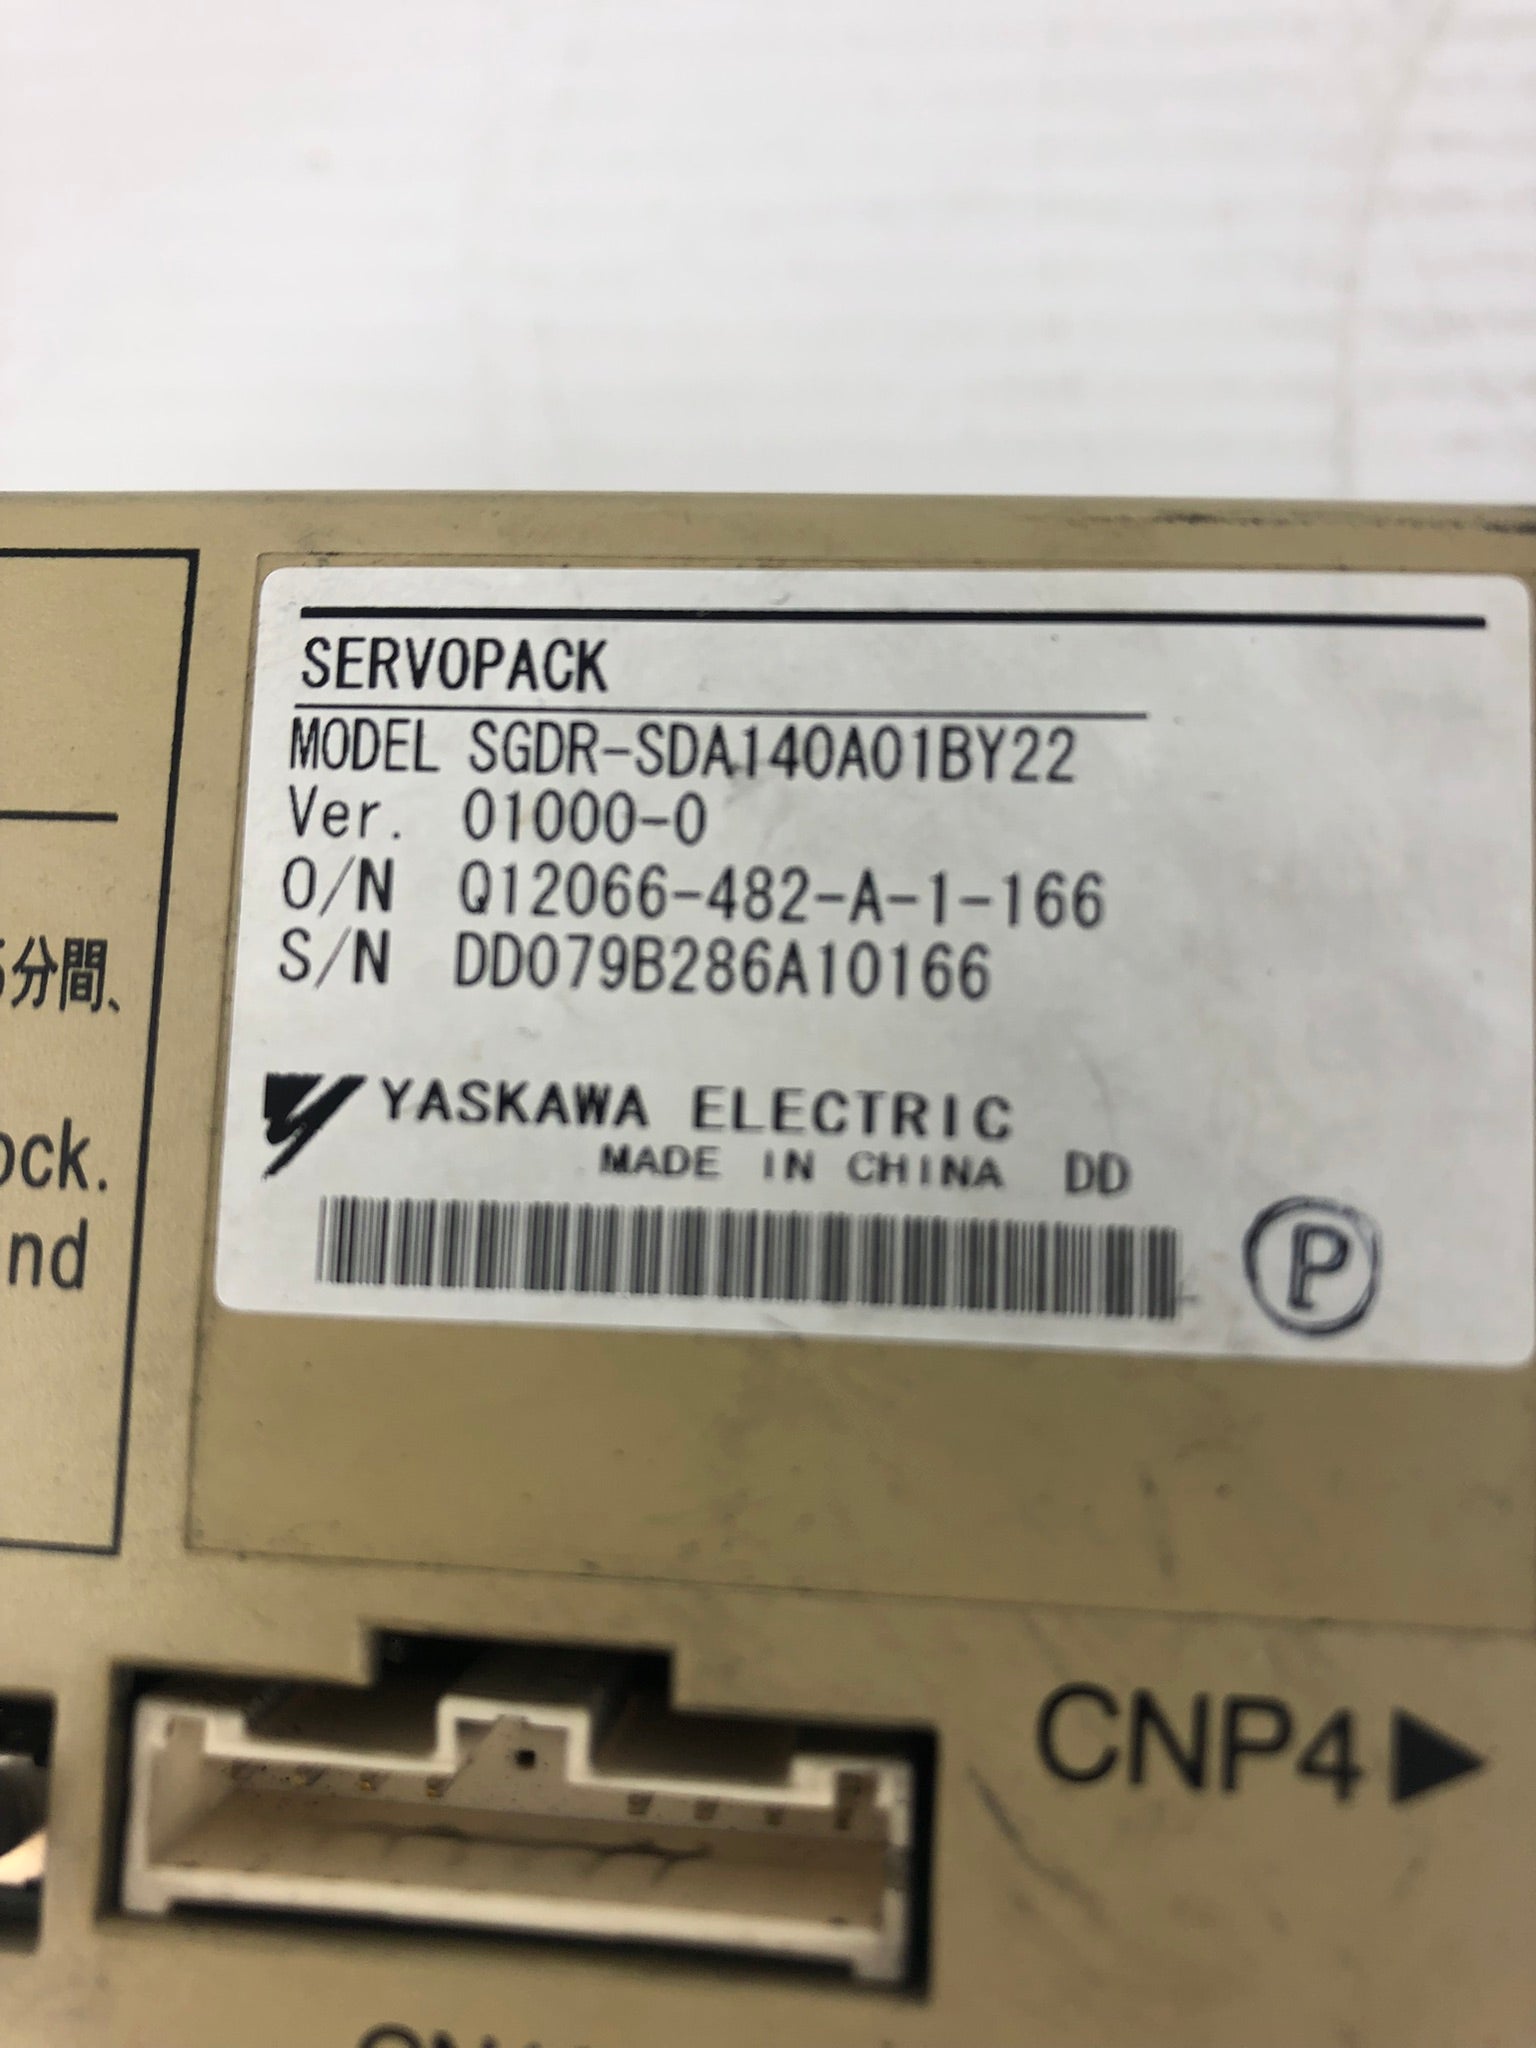 SERVOPACK
MODEL SGDR-SDA140A01BY22
Ver. 01000-0
O/N Q12066-482-A-1-166
S/N DD079B286A10166
YASKAWA ELECTRIC
MADE IN CHINA DD
P
分間、
ock.
nd
CNP4▶